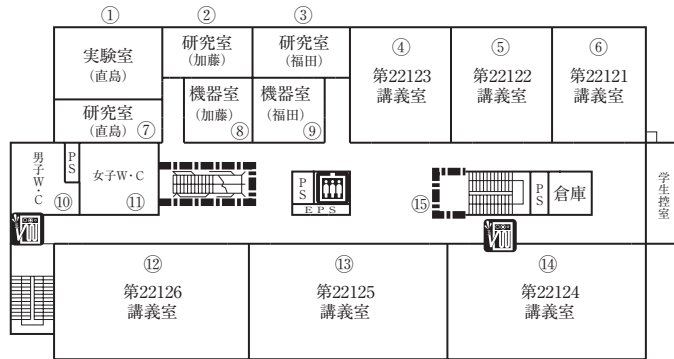 ① ② ③ ④ ⑤ ⑥
実験室
(直島)
研究室
(加藤)
研究室
(福田)
第22123
講義室
第22122
講義室
第22121
講義室
研究室
(直島) ⑦
機器室
(加藤) ⑧
機器室
(福田) ⑨
男子W・C
⑩
PS
女子W・C
⑪
PS
EPS
⑮
PS
倉庫
学生控室
⑫
第22126
講義室
⑬
第22125
講義室
⑭
第22124
講義室